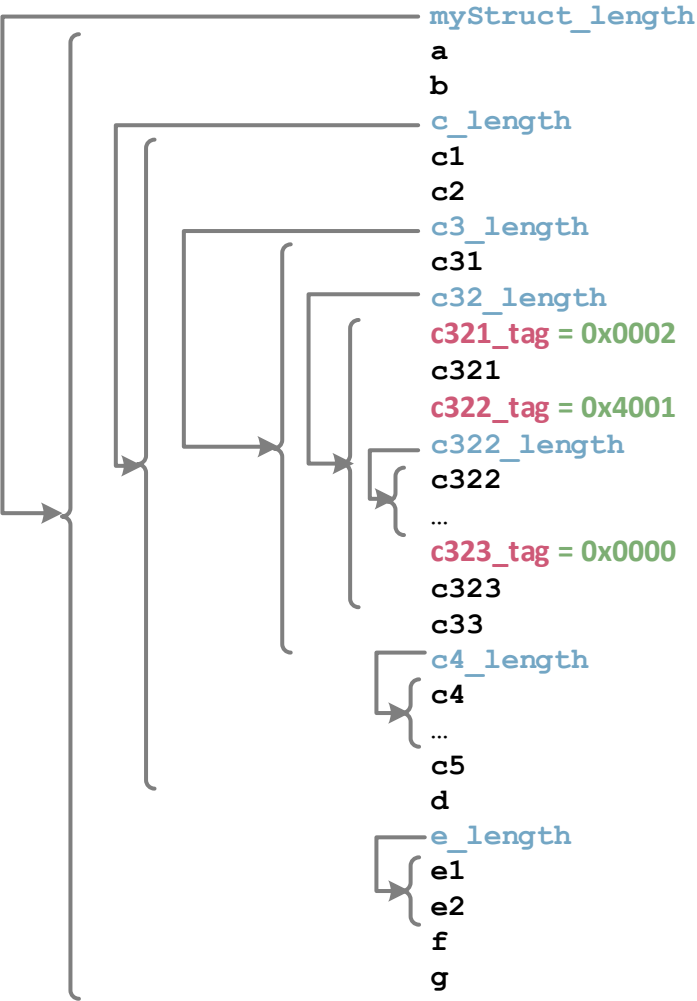 myStruct_length
a
b
c_length
c1
c2
c3_length
c31
c32_length
c321_tag = 0x0002
c321
c322_tag = 0x4001
c322_length
c322
…
c323_tag = 0x0000
c323
c33
c4_length
c4
…
c5
d
e_length
e1
e2
f
g